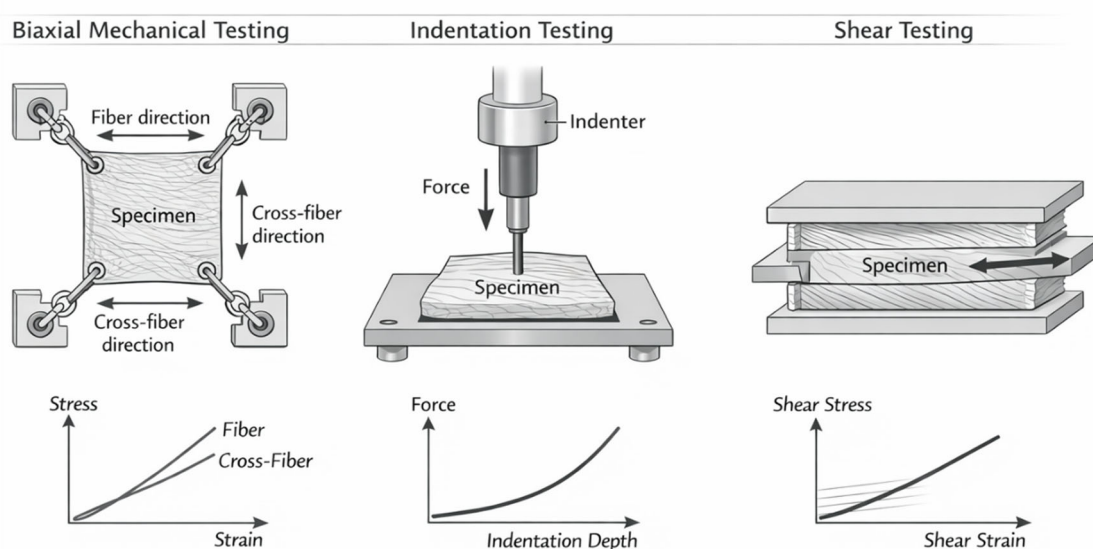 Biaxial Mechanical Testing
Indentation Testing
Shear Testing
Fiber direction
Specimen
Cross-fiber
direction
Cross-fiber
direction
Indenter
Force
Specimen
Specimen
Stress
Fiber
Cross-Fiber
Strain
Force
Indentation Depth
Shear Stress
Shear Strain